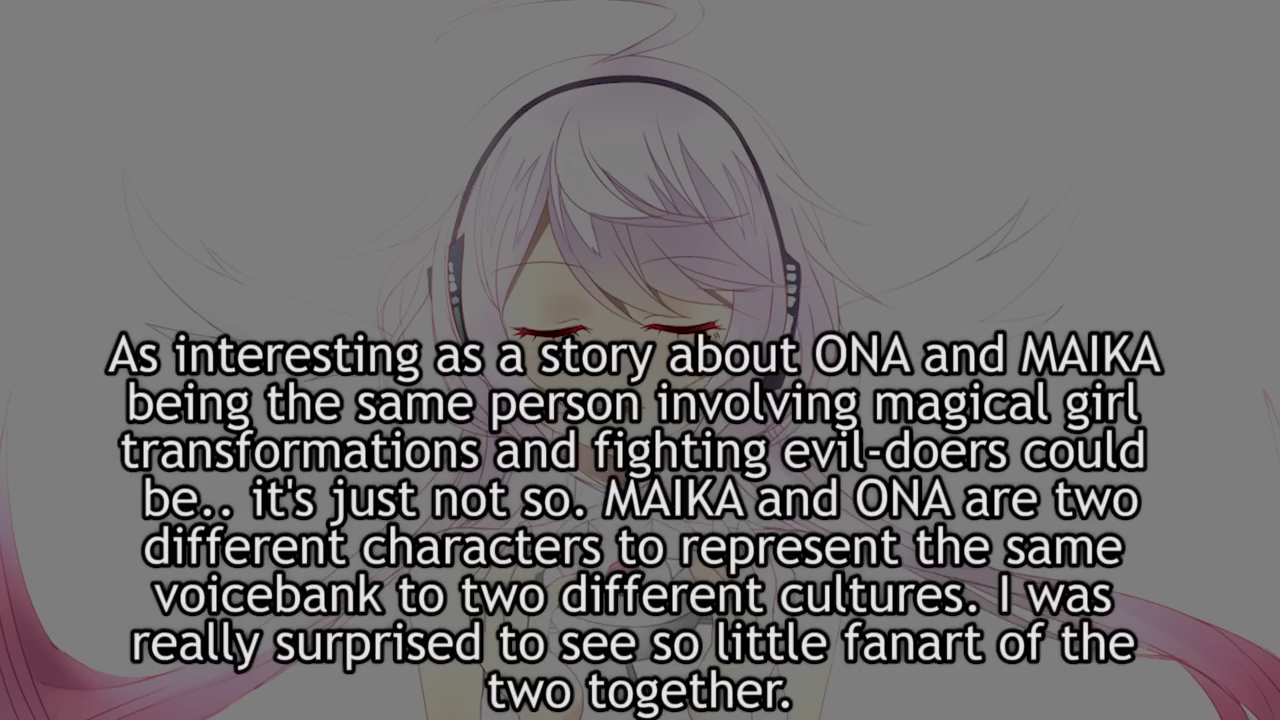 As interesting as a story about ONA and MAIKA
being the same person involving magical girl
transformations and fighting evil-doers could
be.. it's just not so. MAIKA and ONA are two
different characters to represent the same
voicebank to two different cultures. I was
really surprised to see so little fanart of the
two together.